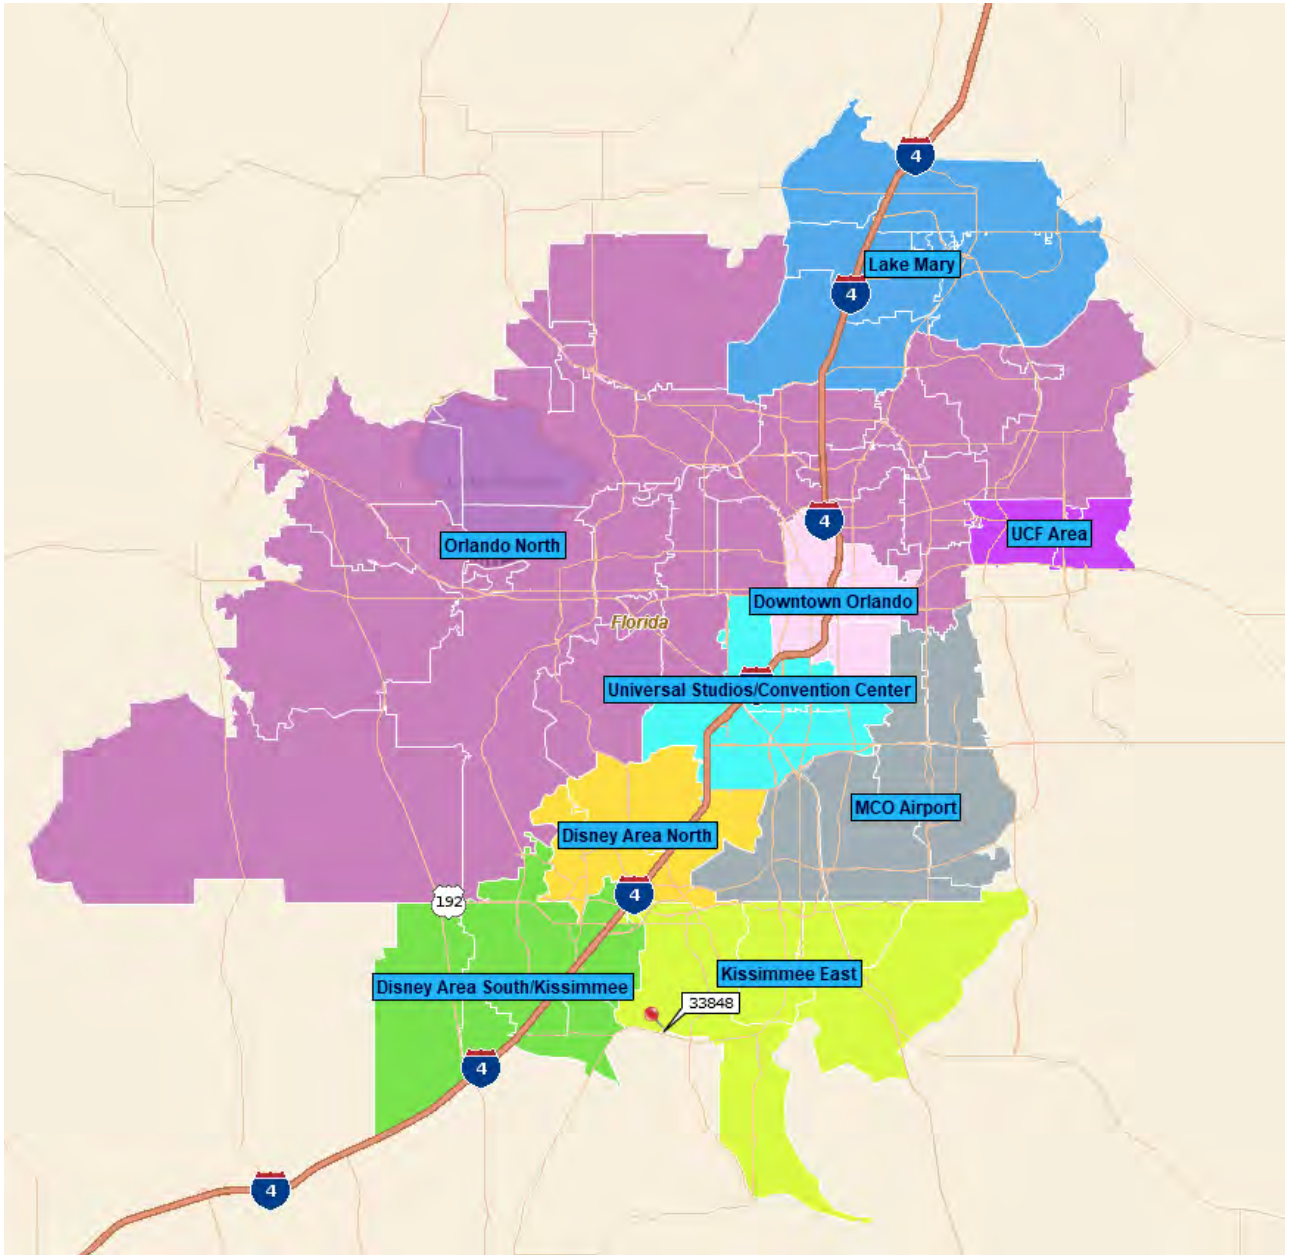 4
Lake Mary
4
4
UCF Area
Orlando North
Downtown Orlando
Florida
Universal Studios/Convention Center
MCO Airport
Disney Area North
4
192
Kissimmee East
Disney Area South/Kissimmee
33848
4
4